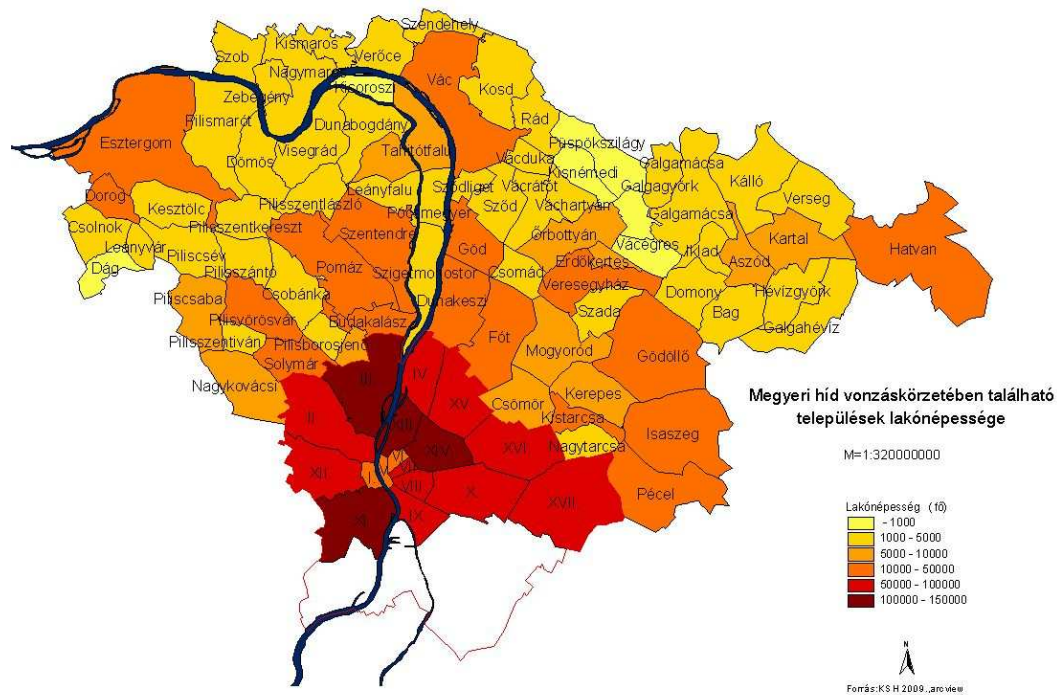 Szendehely
Kismaros
Szob
Verőce
Nagymaros
Vác
Kisoroszi
Kosd
Zebegény
Pilismarót
Rád
Esztergom
Dunabogdány
Püspökszilágy
Visegrád
Tahitótfalu
Vácduka
Dömös
Kisnémedi
Galgamácsa
Kálló
Leányfalu
Sződliget
Vácrátót
Galgagyörk
Verseg
Dorog
Kesztölc
Pilisszentlászló
Pócsmegyer
Sződ
Váchartyán
Galgamácsa
Pilisszentkereszt
Szentendre
Őrbottyán
Kartal
Csolnok
Leányvár
Piliscsév
Göd
Vácegres
Iklad
Aszód
Hatvan
Dág
Pilisszántó
Pomáz
Szigetmonostor
Csomád
Erdőkertes
Veresegyház
Domony
Hévízgyörk
Piliscsaba
Csobánka
Dunakeszi
Szada
Bag
Pilisvörösvár
Budakalász
Galgahévíz
Pilisszentiván
Pilisborosjenő
Fót
Mogyoród
Gödöllő
Solymár
Nagykovácsi
III.
IV.
Kerepes
II.
XV.
Csömör
Kistarcsa
Isaszeg
XIII.
XIV.
XVI.
Nagytarcsa
XII.
I.
VI.
VIII.
X.
XVII.
Pécel
XI.
IX.
Megyeri híd vonzáskörzetében található
települések lakónépessége
M=1:320000000
Lakónépesség (fő)
- 1000
1000 - 5000
5000 - 10000
10000 - 50000
50000 - 100000
100000 - 150000
N
Forrás:KSH 2009.,arcview